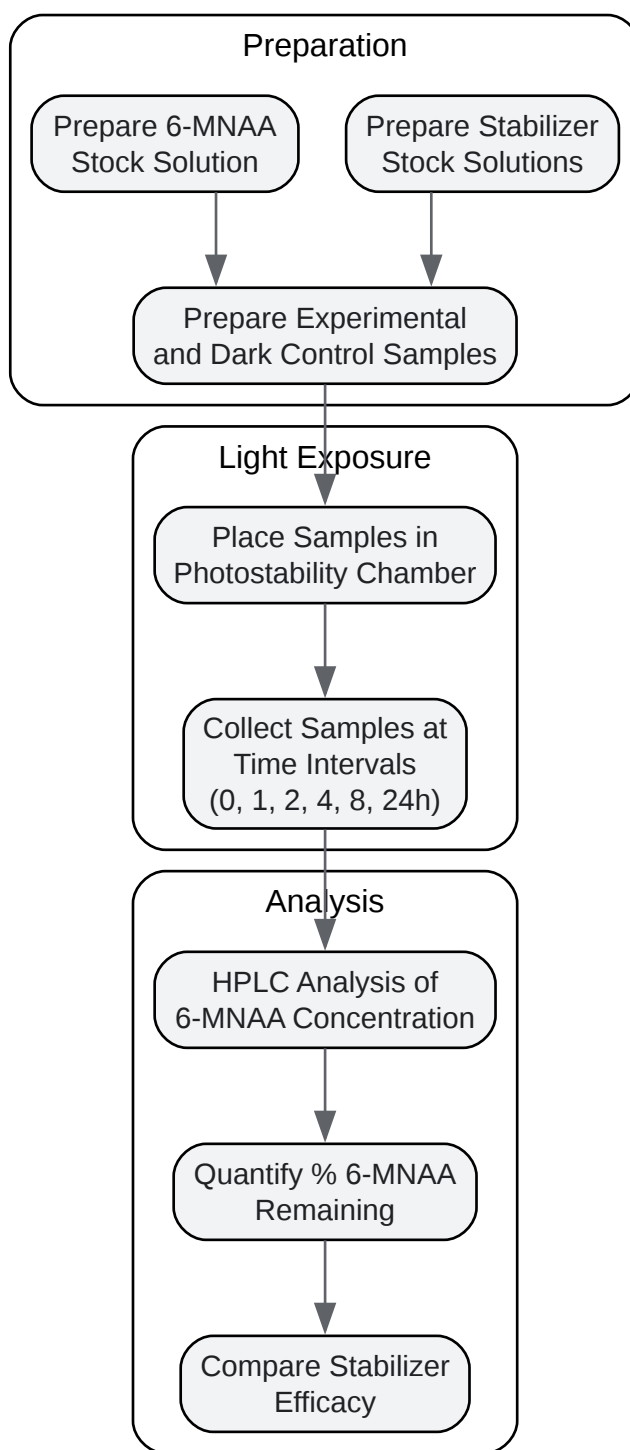 Preparation
Prepare 6-MNAA
Stock Solution
Prepare Stabilizer
Stock Solutions
Prepare Experimental
and Dark Control Samples
Light Exposure
Place Samples in
Photostability Chamber
Collect Samples at
Time Intervals
(0, 1, 2, 4, 8, 24h)
Analysis
HPLC Analysis of
6-MNAA Concentration
Quantify % 6-MNAA
Remaining
Compare Stabilizer
Efficacy